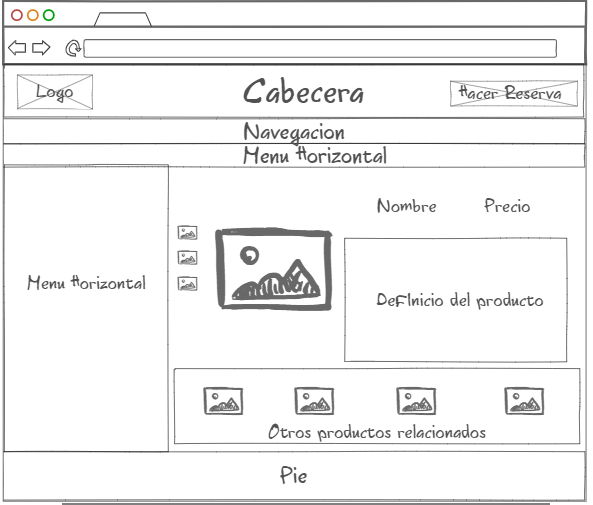 Logo
Cabecera
Hacer Reserva
Navegacion
Menu Horizontal
Nombre
Precio
Menu Horizontal
DeFInicio del producto
Otros productos relacionados
Pie